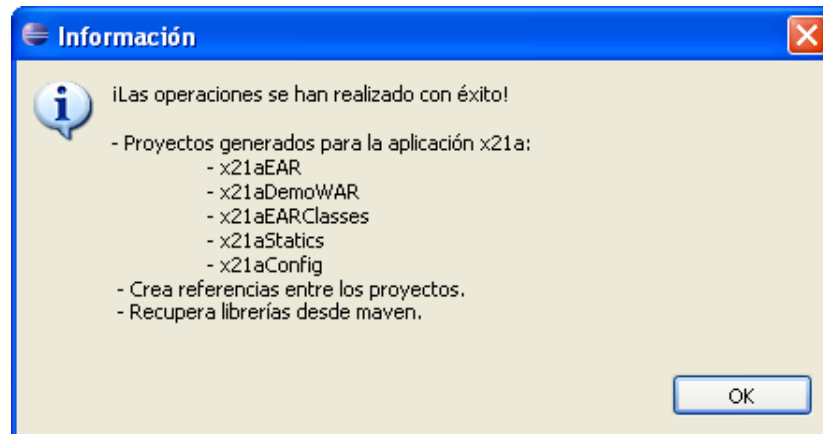 Información
¡Las operaciones se han realizado con éxito!
- Proyectos generados para la aplicación x21a:
- x21aEAR
- x21aDemoWAR
- x21aEARClasses
- x21aStatics
- x21aConfig
- Crea referencias entre los proyectos.
- Recupera librerías desde maven.
OK